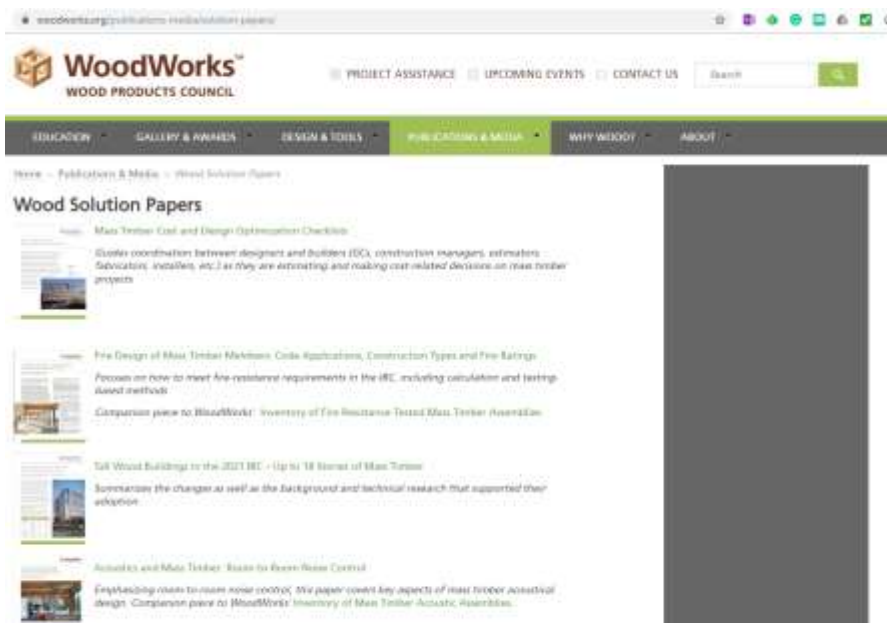 woodworks.org/publications-media/solution-papers/
WoodWorks™
WOOD PRODUCTS COUNCIL
PROJECT ASSISTANCE UPCOMING EVENTS CONTACT US Search
EDUCATION GALLERY & AWARDS DESIGN & TOOLS PUBLICATIONS & MEDIA WHY WOOD? ABOUT
Home Publications & Media Wood Solution Papers
Wood Solution Papers
Mass Timber Cost and Design Optimization Checklists
Guides coordination between designers and builders (GCs, construction managers, estimators,
fabricators, installers, etc.) as they are estimating and making cost-related decisions on mass timber
projects
Fire Design of Mass Timber Members: Code Applications, Construction Types and Fire Ratings
Focuses on how to meet fire-resistance requirements in the IBC, including calculation and testing-
based methods
Companion piece to WoodWorks' Inventory of Fire Resistance-Tested Mass Timber Assemblies
Tall Wood Buildings in the 2021 IBC – Up to 18 Stories of Mass Timber
Summarizes the changes as well as the background and technical research that supported their
adoption
Acoustics and Mass Timber: Room-to-Room Noise Control
Emphasizing room-to-room noise control, this paper covers key aspects of mass timber acoustical
design. Companion piece to WoodWorks' Inventory of Mass Timber Acoustic Assemblies.